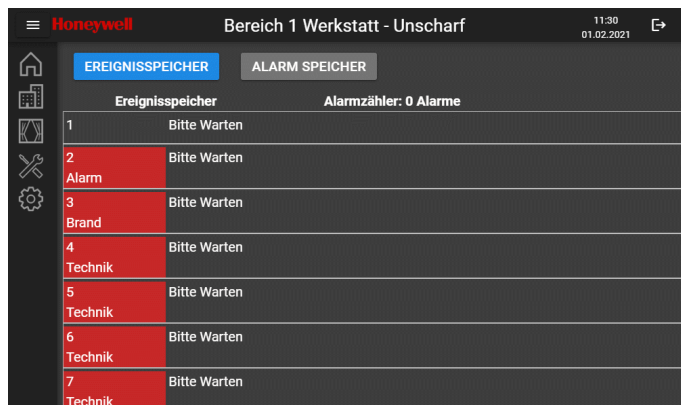 Honeywell
Bereich 1 Werkstatt - Unscharf
11:30
01.02.2021
EREIGNISSPEICHER
ALARM SPEICHER
Ereignisspeicher Alarmzähler: 0 Alarme
1 Bitte Warten
2 Bitte Warten
Alarm
3 Bitte Warten
Brand
4 Bitte Warten
Technik
5 Bitte Warten
Technik
6 Bitte Warten
Technik
7 Bitte Warten
Technik